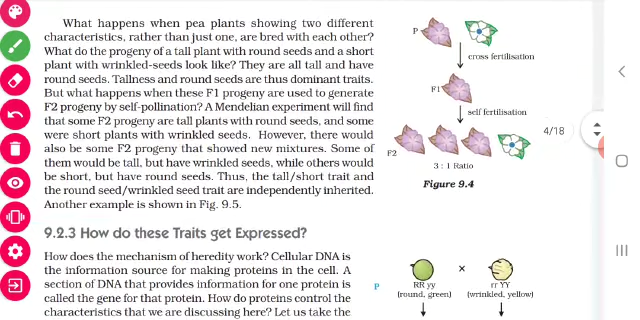 What happens when pea plants showing two different
characteristics, rather than just one, are bred with each other?
What do the progeny of a tall plant with round seeds and a short
plant with wrinkled-seeds look like? They are all tall and have
round seeds. Tallness and round seeds are thus dominant traits.
But what happens when these F1 progeny are used to generate
F2 progeny by self-pollination? A Mendelian experiment will find
that some F2 progeny are tall plants with round seeds, and some
were short plants with wrinkled seeds. However, there would
also be some F2 progeny that showed new mixtures. Some of
them would be tall, but have wrinkled seeds, while others would
be short, but have round seeds. Thus, the tall/short trait and
the round seed/wrinkled seed trait are independently inherited.
Another example is shown in Fig. 9.5.
9.2.3 How do these Traits get Expressed?
How does the mechanism of heredity work? Cellular DNA is
the information source for making proteins in the cell. A
section of DNA that provides information for one protein is
called the gene for that protein. How do proteins control the
characteristics that we are discussing here? Let us take the
P
cross fertilisation
F1
self fertilisation
F2
3 : 1 Ratio
Figure 9.4
4/18
P
×
RR yy
(round, green)
rr YY
(wrinkled, yellow)